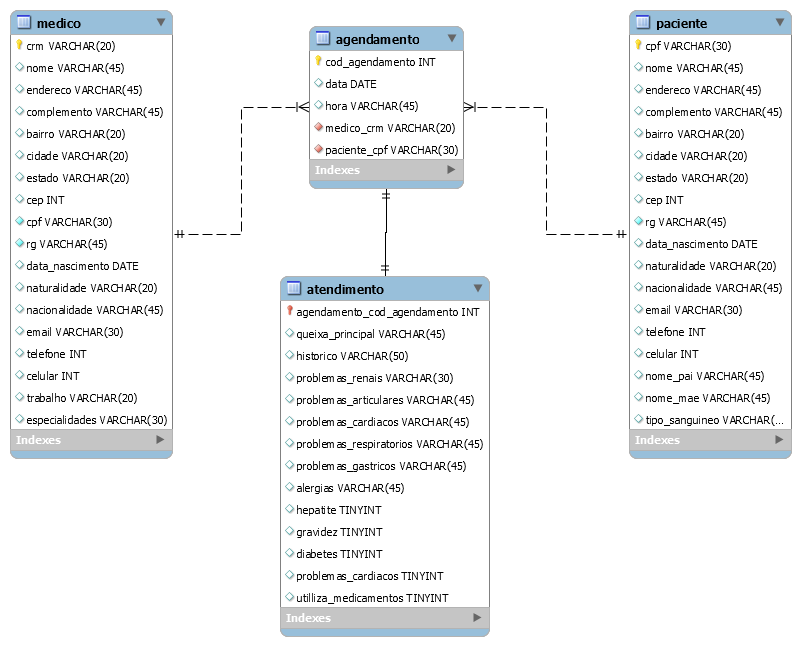 medico
crm VARCHAR(20)
nome VARCHAR(45)
endereco VARCHAR(45)
complemento VARCHAR(45)
bairro VARCHAR(20)
cidade VARCHAR(20)
estado VARCHAR(20)
cep INT
cpf VARCHAR(30)
rg VARCHAR(45)
data_nascimento DATE
naturalidade VARCHAR(20)
nacionalidade VARCHAR(45)
email VARCHAR(30)
telefone INT
celular INT
trabalho VARCHAR(20)
especialidades VARCHAR(30)
Indexes
agendamento
cod_agendamento INT
data DATE
hora VARCHAR(45)
medico_crm VARCHAR(20)
paciente_cpf VARCHAR(30)
Indexes
atendimento
agendamento_cod_agendamento INT
queixa_principal VARCHAR(45)
historico VARCHAR(50)
problemas_renais VARCHAR(30)
problemas_articulares VARCHAR(45)
problemas_cardiacos VARCHAR(45)
problemas_respiratorios VARCHAR(45)
problemas_gastricos VARCHAR(45)
alergias VARCHAR(45)
hepatite TINYINT
gravidez TINYINT
diabetes TINYINT
problemas_cardiacos TINYINT
utilliza_medicamentos TINYINT
Indexes
paciente
cpf VARCHAR(30)
nome VARCHAR(45)
endereco VARCHAR(45)
complemento VARCHAR(45)
bairro VARCHAR(20)
cidade VARCHAR(20)
estado VARCHAR(20)
cep INT
rg VARCHAR(45)
data_nascimento DATE
naturalidade VARCHAR(20)
nacionalidade VARCHAR(45)
email VARCHAR(30)
telefone INT
celular INT
nome_pai VARCHAR(45)
nome_mae VARCHAR(45)
tipo_sanguineo VARCHAR(...
Indexes